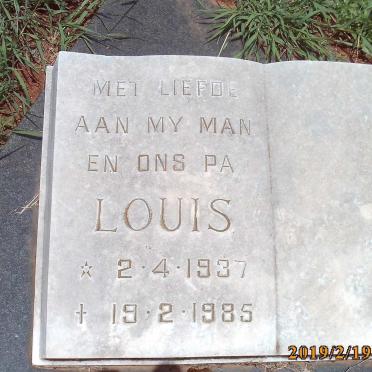 MET LIEFDE
AAN MY MAN
EN ONS PA
LOUIS
☆ 2·4·1937
† 19·2·1985
2019/2/19